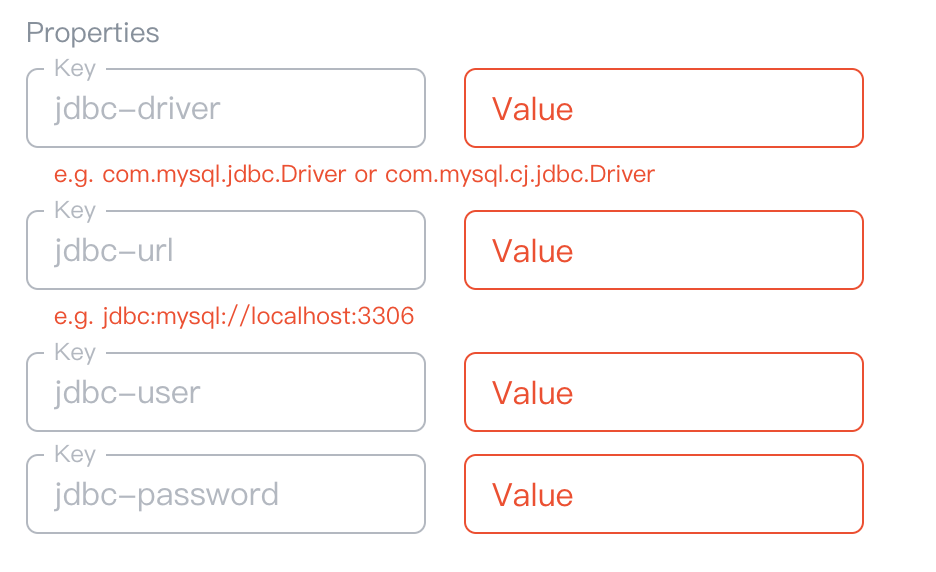 Properties
Key
jdbc-driver
Value
e.g. com.mysql.jdbc.Driver or com.mysql.cj.jdbc.Driver
Key
jdbc-url
Value
e.g. jdbc:mysql://localhost:3306
Key
jdbc-user
Value
Key
jdbc-password
Value